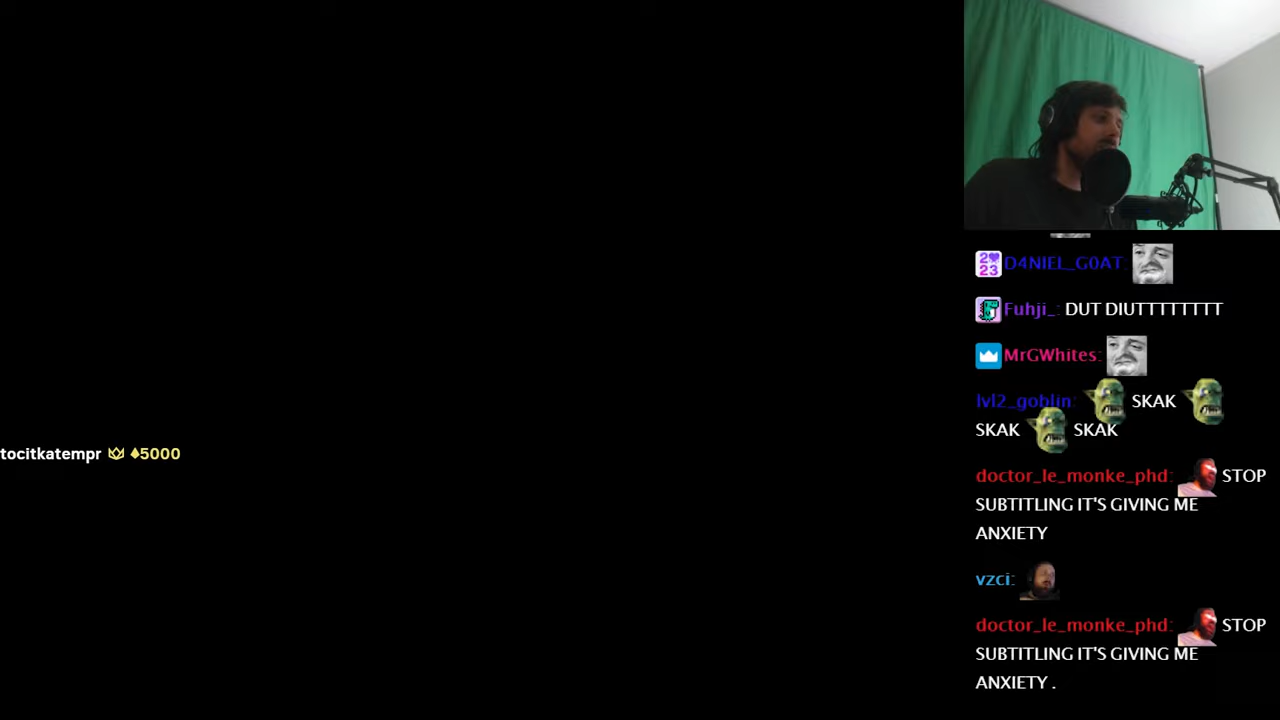 tocitkatempr 5000
D4NIEL_G0AT:
Fuhji_: DUT DIUTTTTTTTT
MrGWhites:
lvl2_goblin: SKAK
SKAK SKAK
doctor_le_monke_phd: STOP
SUBTITLING IT'S GIVING ME
ANXIETY
vzci:
doctor_le_monke_phd: STOP
SUBTITLING IT'S GIVING ME
ANXIETY .